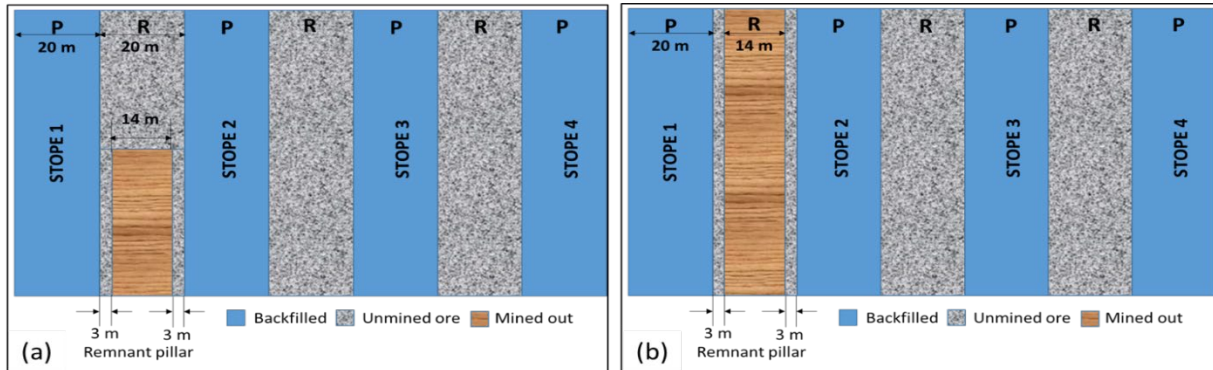 P R P R P R P
20 m 20 m
14 m
STOPE 1 STOPE 2 STOPE 3 STOPE 4
Backfilled Unmined ore Mined out
3 m 3 m
Remnant pillar
(a)
P R P R P R P
20 m 14 m
STOPE 1 STOPE 2 STOPE 3 STOPE 4
Backfilled Unmined ore Mined out
3 m 3 m
Remnant pillar
(b)